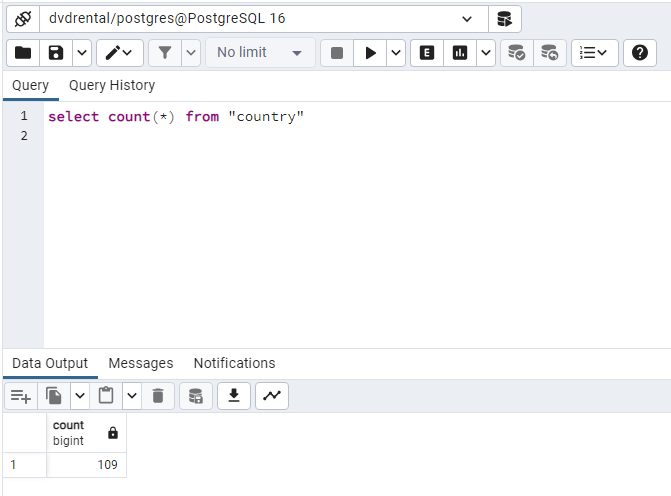 dvdrental/postgres@PostgreSQL 16
No limit
E
Query Query History
1 select count(*) from "country"
2
Data Output Messages Notifications
count
bigint
1 109